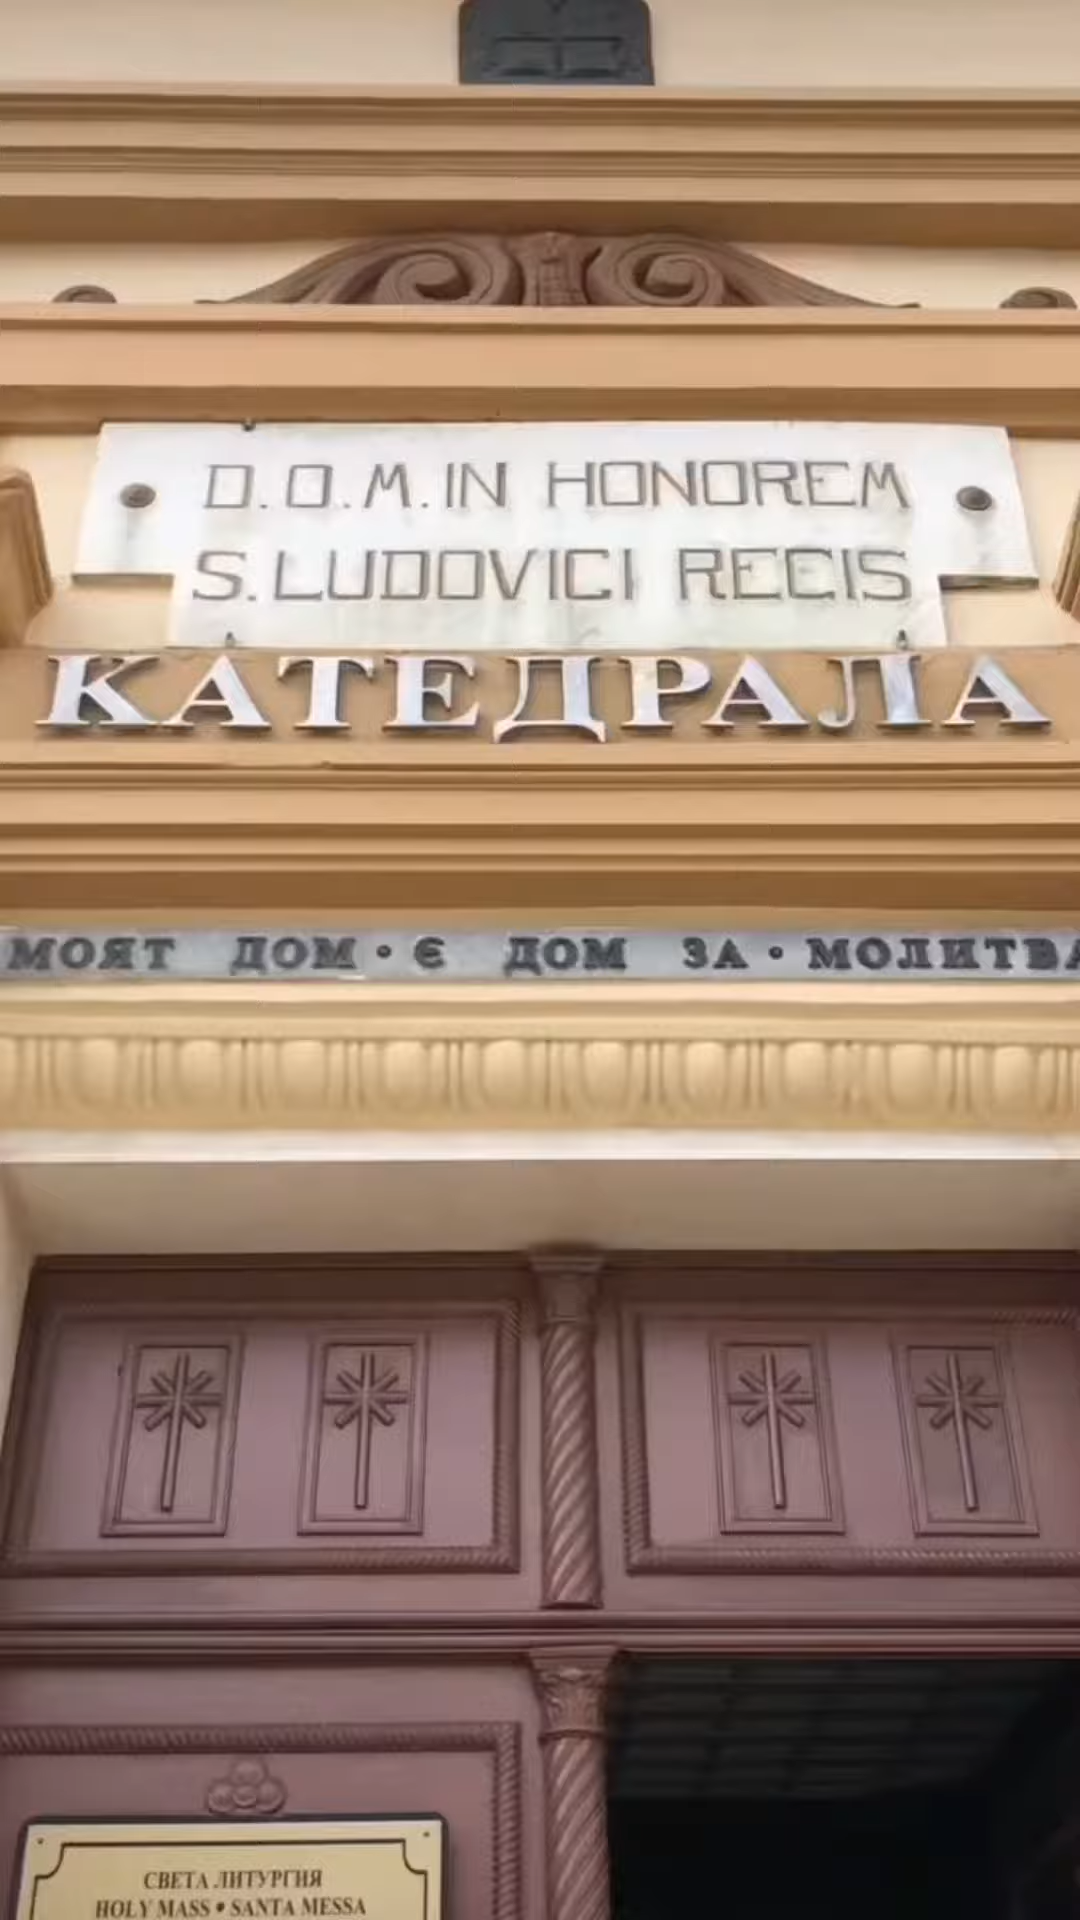 D.O.M. IN HONOREM
S. LUDOVICI REGIS
КАТЕДРАЛА
МОЯТ ДОМ • Є ДОМ ЗА • МОЛИТВА
СВЕТА ЛИТУРГИЯ
HOLY MASS • SANTA MESSA